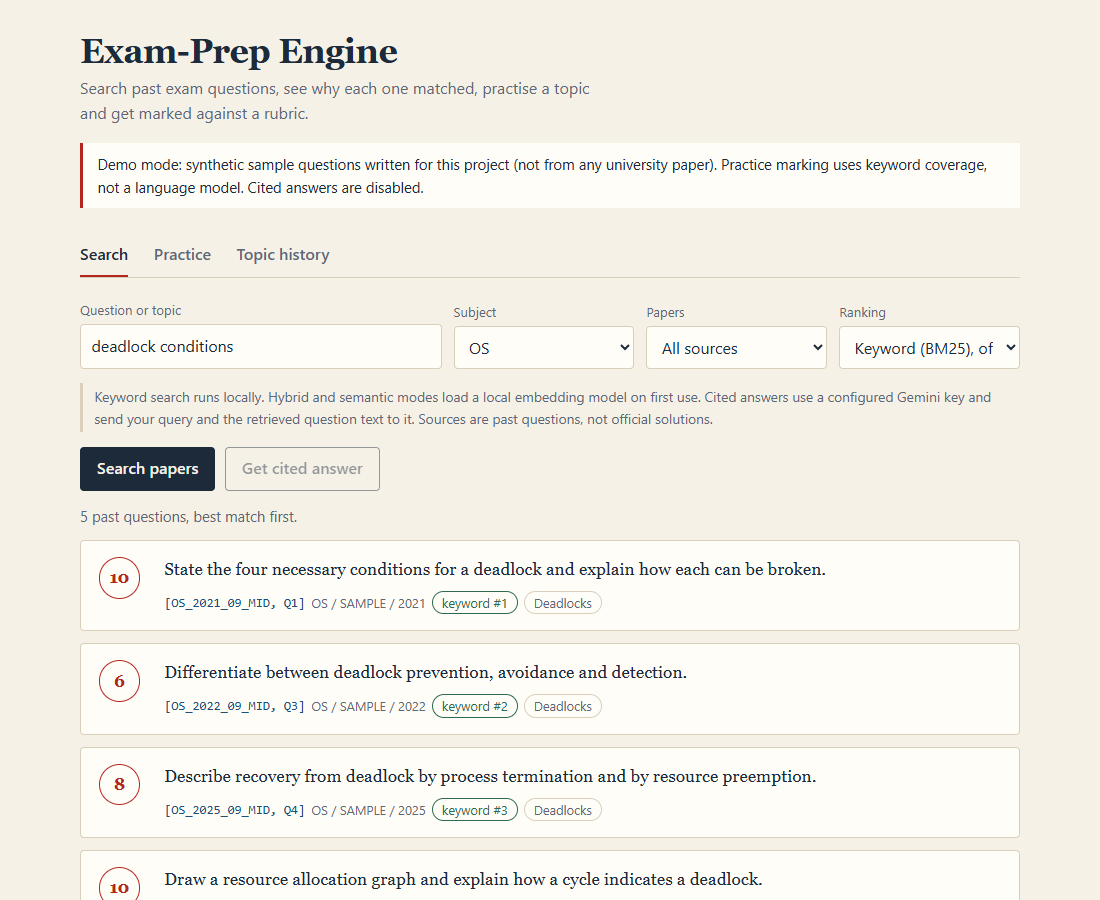 Exam-Prep Engine
Search past exam questions, see why each one matched, practise a topic
and get marked against a rubric.
Demo mode: synthetic sample questions written for this project (not from any university paper). Practice marking uses keyword coverage,
not a language model. Cited answers are disabled.
Search Practice Topic history
Question or topic Subject Papers Ranking
deadlock conditions OS All sources Keyword (BM25), of
Keyword search runs locally. Hybrid and semantic modes load a local embedding model on first use. Cited answers use a configured Gemini key and
send your query and the retrieved question text to it. Sources are past questions, not official solutions.
Search papers Get cited answer
5 past questions, best match first.
10 State the four necessary conditions for a deadlock and explain how each can be broken.
[OS_2021_09_MID, Q1] OS / SAMPLE / 2021 keyword #1 Deadlocks
6 Differentiate between deadlock prevention, avoidance and detection.
[OS_2022_09_MID, Q3] OS / SAMPLE / 2022 keyword #2 Deadlocks
8 Describe recovery from deadlock by process termination and by resource preemption.
[OS_2025_09_MID, Q4] OS / SAMPLE / 2025 keyword #3 Deadlocks
10 Draw a resource allocation graph and explain how a cycle indicates a deadlock.